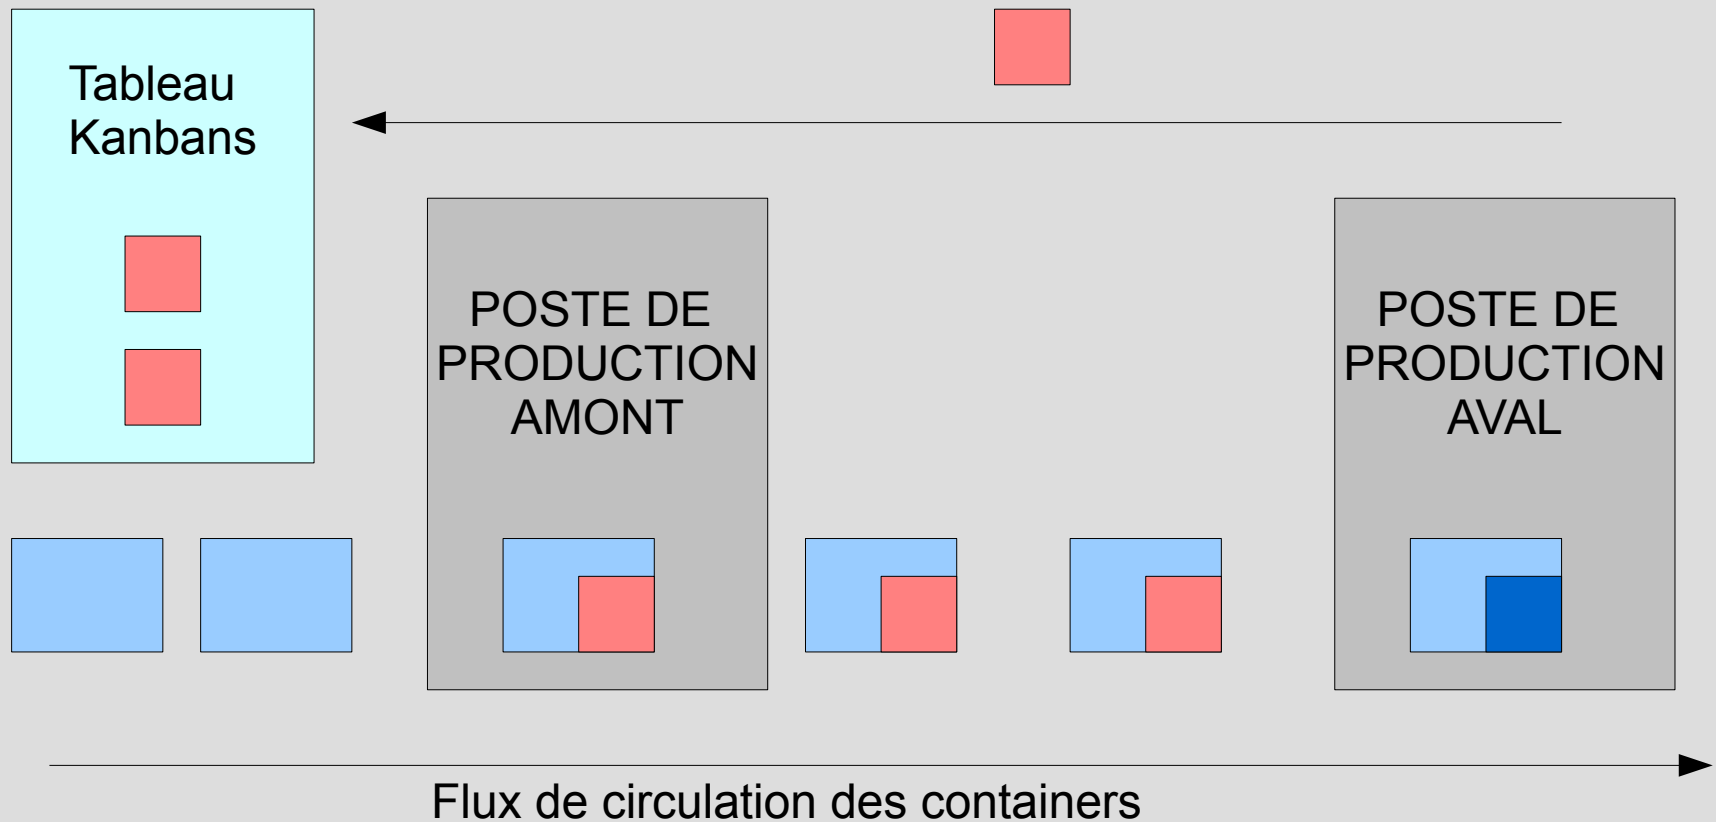 Tableau
Kanbans
POSTE DE
PRODUCTION
AMONT
POSTE DE
PRODUCTION
AVAL
Flux de circulation des containers